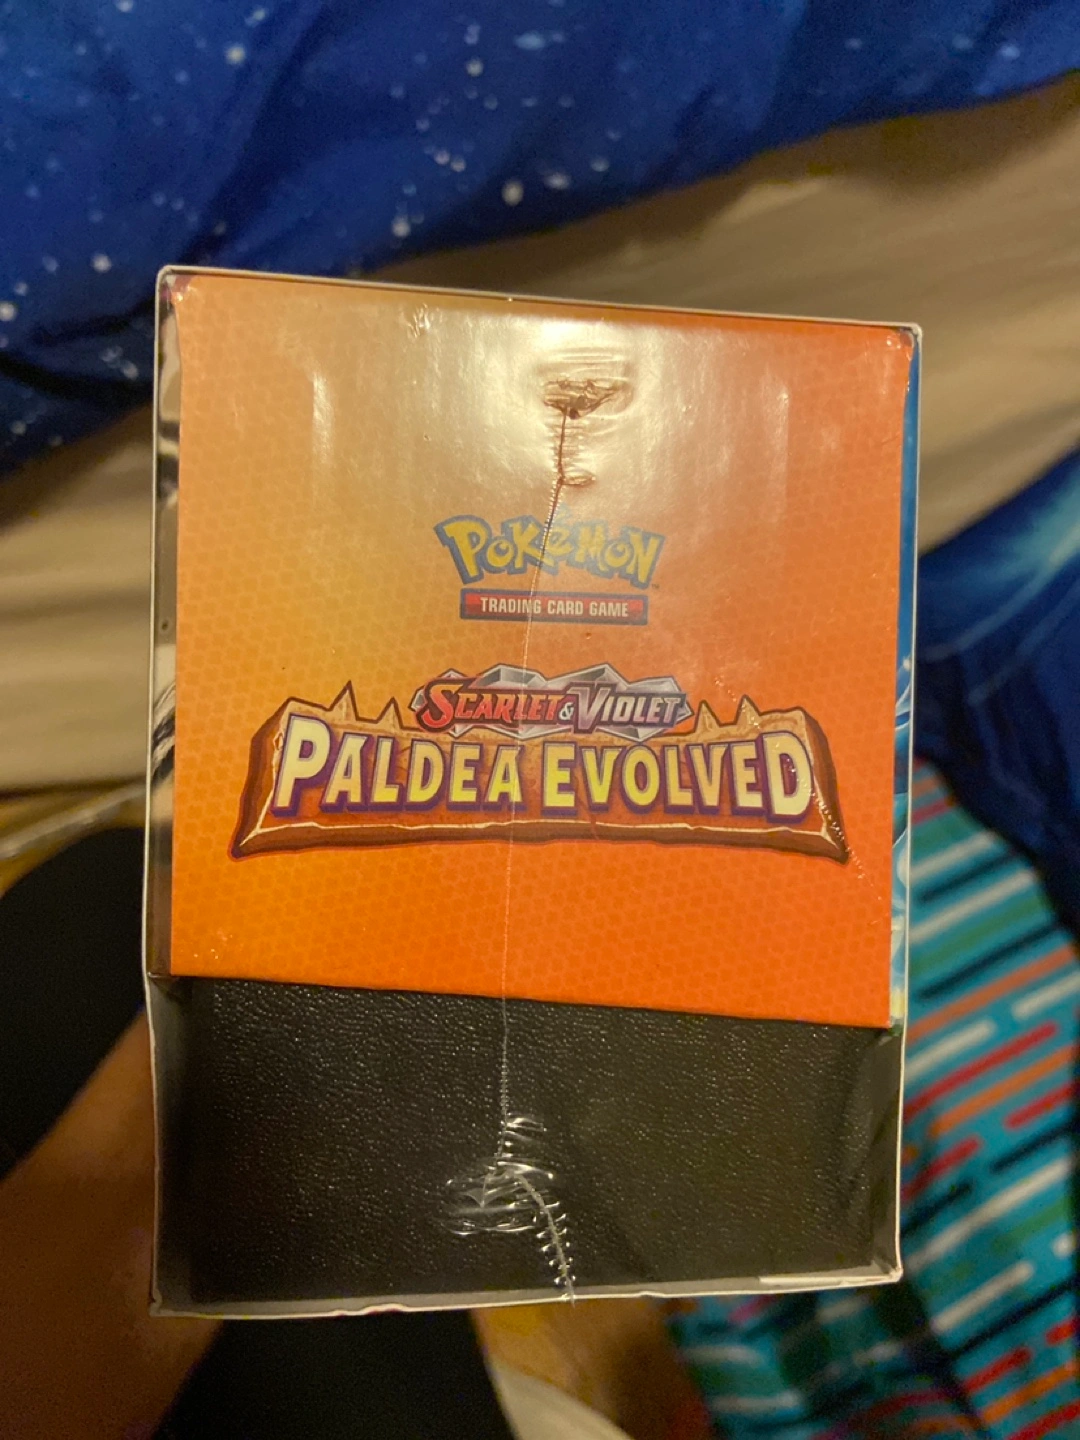 POKéMON
TRADING CARD GAME
SCARLET & VIOLET
PALDEA EVOLVED